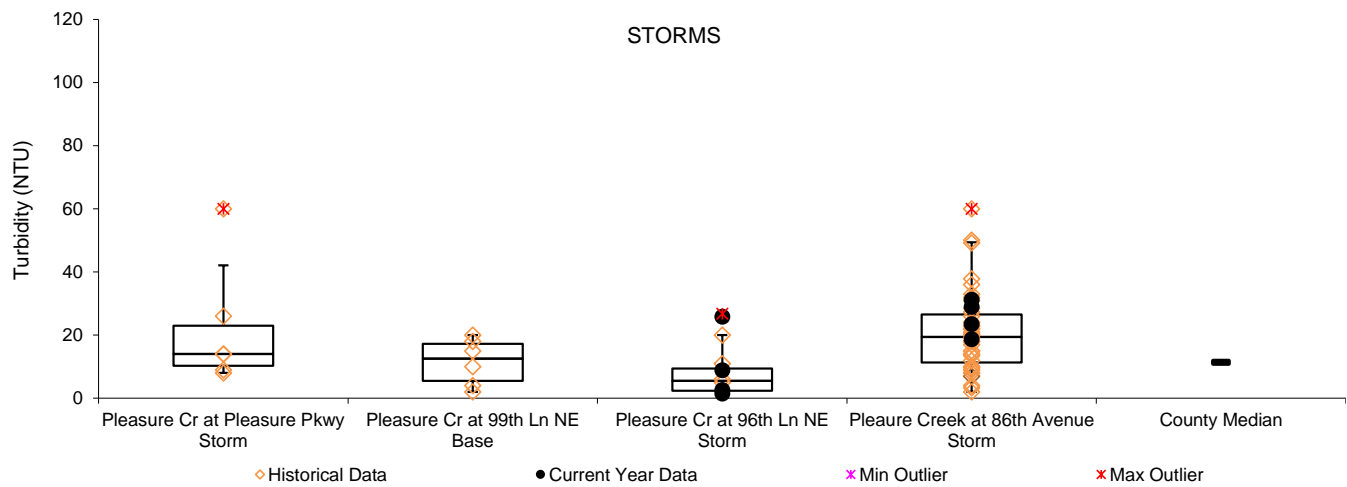 STORMS
120
100
80
60
40
20
0
Turbidity (NTU)
Pleasure Cr at Pleasure Pkwy
Storm
Pleasure Cr at 99th Ln NE
Base
Pleasure Cr at 96th Ln NE
Storm
Pleaure Creek at 86th Avenue
Storm
County Median
Historical Data
Current Year Data
Min Outlier
Max Outlier